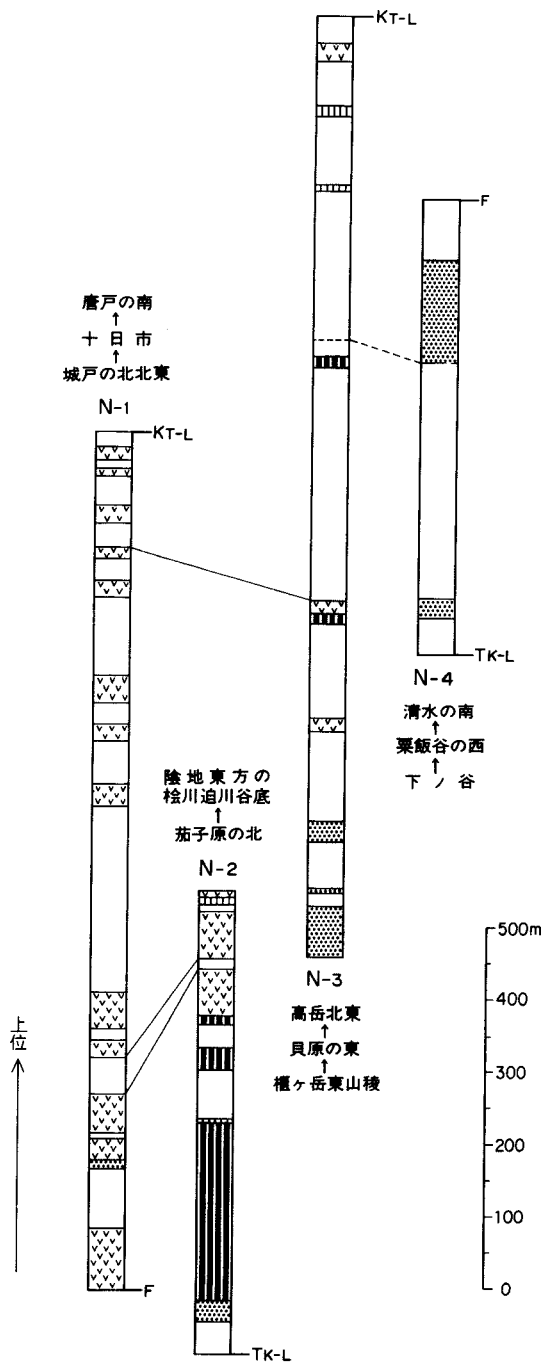 KT-L
F
唐戸の南
↑
十日市
↑
城戸の北北東
N-1
KT-L
TK-L
N-4
清水の南
↑
粟飯谷の西
↑
下ノ谷
陰地東方の
桧川迫川谷底
↑
茄子原の北
N-2
500m
400
300
200
100
0
N-3
高岳北東
↑
貝原の東
↑
櫃ヶ岳東山稜
上位
F
TK-L